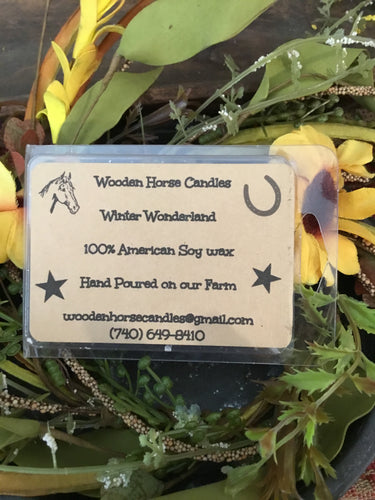 Wooden Horse Candles
Winter Wonderland
100% American Soy wax
Hand Poured on our Farm
woodenhorsecandles@gmail.com
(740) 649-8410